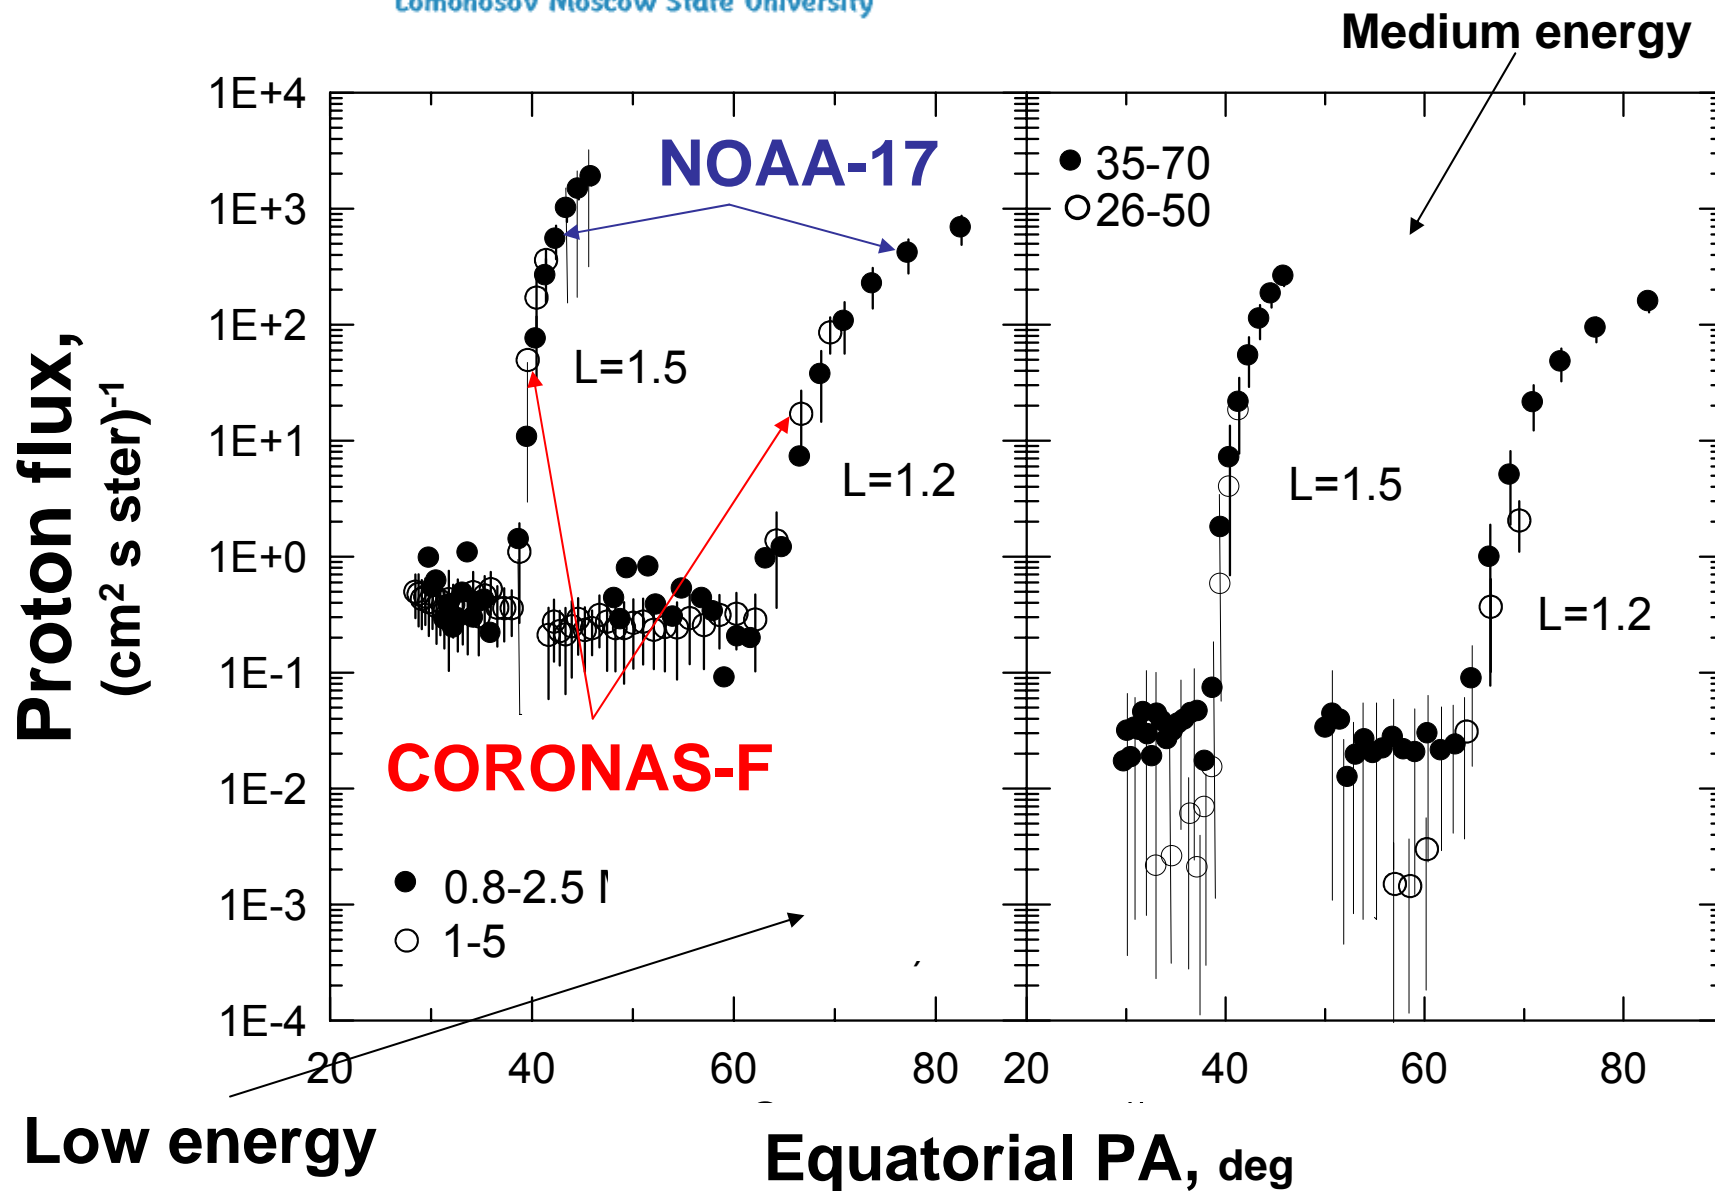 Lomonosov Moscow State University
Medium energy
1E+4
1E+3
1E+2
1E+1
1E+0
1E-1
1E-2
1E-3
1E-4
Proton flux,
(cm² s ster)⁻¹
NOAA-17
CORONAS-F
L=1.5
L=1.2
0.8-2.5
1-5
35-70
26-50
L=1.5
L=1.2
20 40 60 80 20 40 60 80
Low energy
Equatorial PA, deg